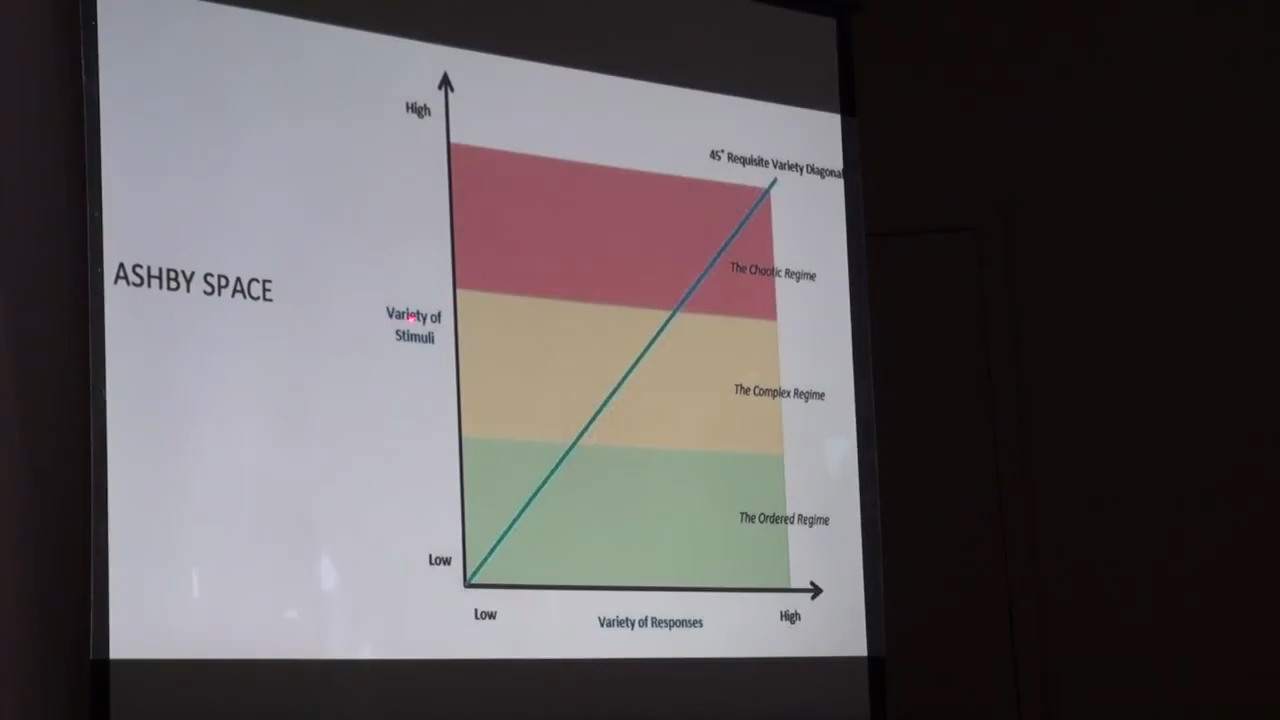 High
45° Requisite Variety Diagonal
The Chaotic Regime
ASHBY SPACE
Variety of
Stimuli
The Complex Regime
The Ordered Regime
Low
Low
Variety of Responses
High